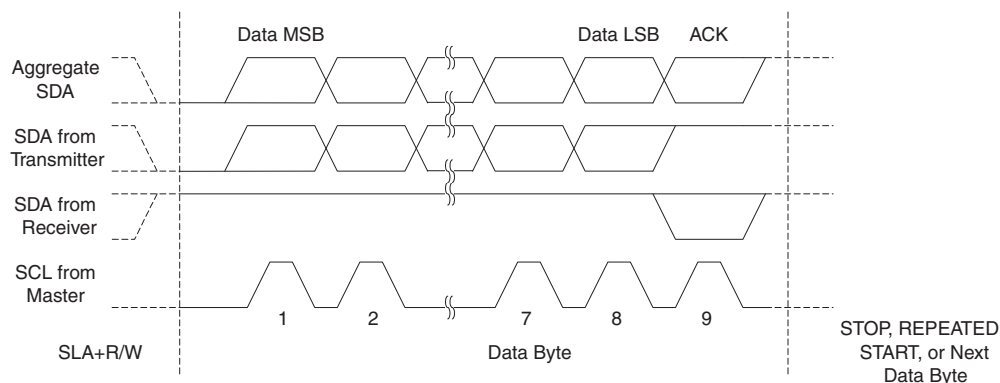 Data MSB
Data LSB
ACK
Aggregate
SDA
SDA from
Transmitter
SDA from
Receiver
SCL from
Master
1
2
7
8
9
SLA+R/W
Data Byte
STOP, REPEATED
START, or Next
Data Byte